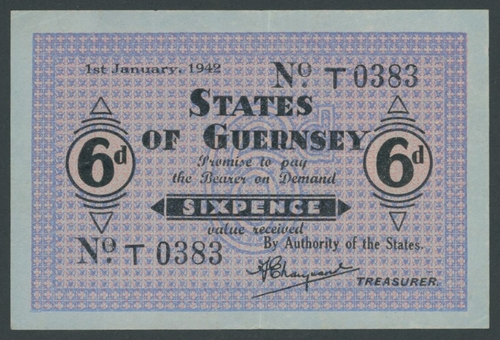 1st January, 1942
No. T 0383
STATES
OF GUERNSEY
6d
6d
Promise to pay
the Bearer on Demand
SIXPENCE
value received
No. T 0383
By Authority of the States.
TREASURER.